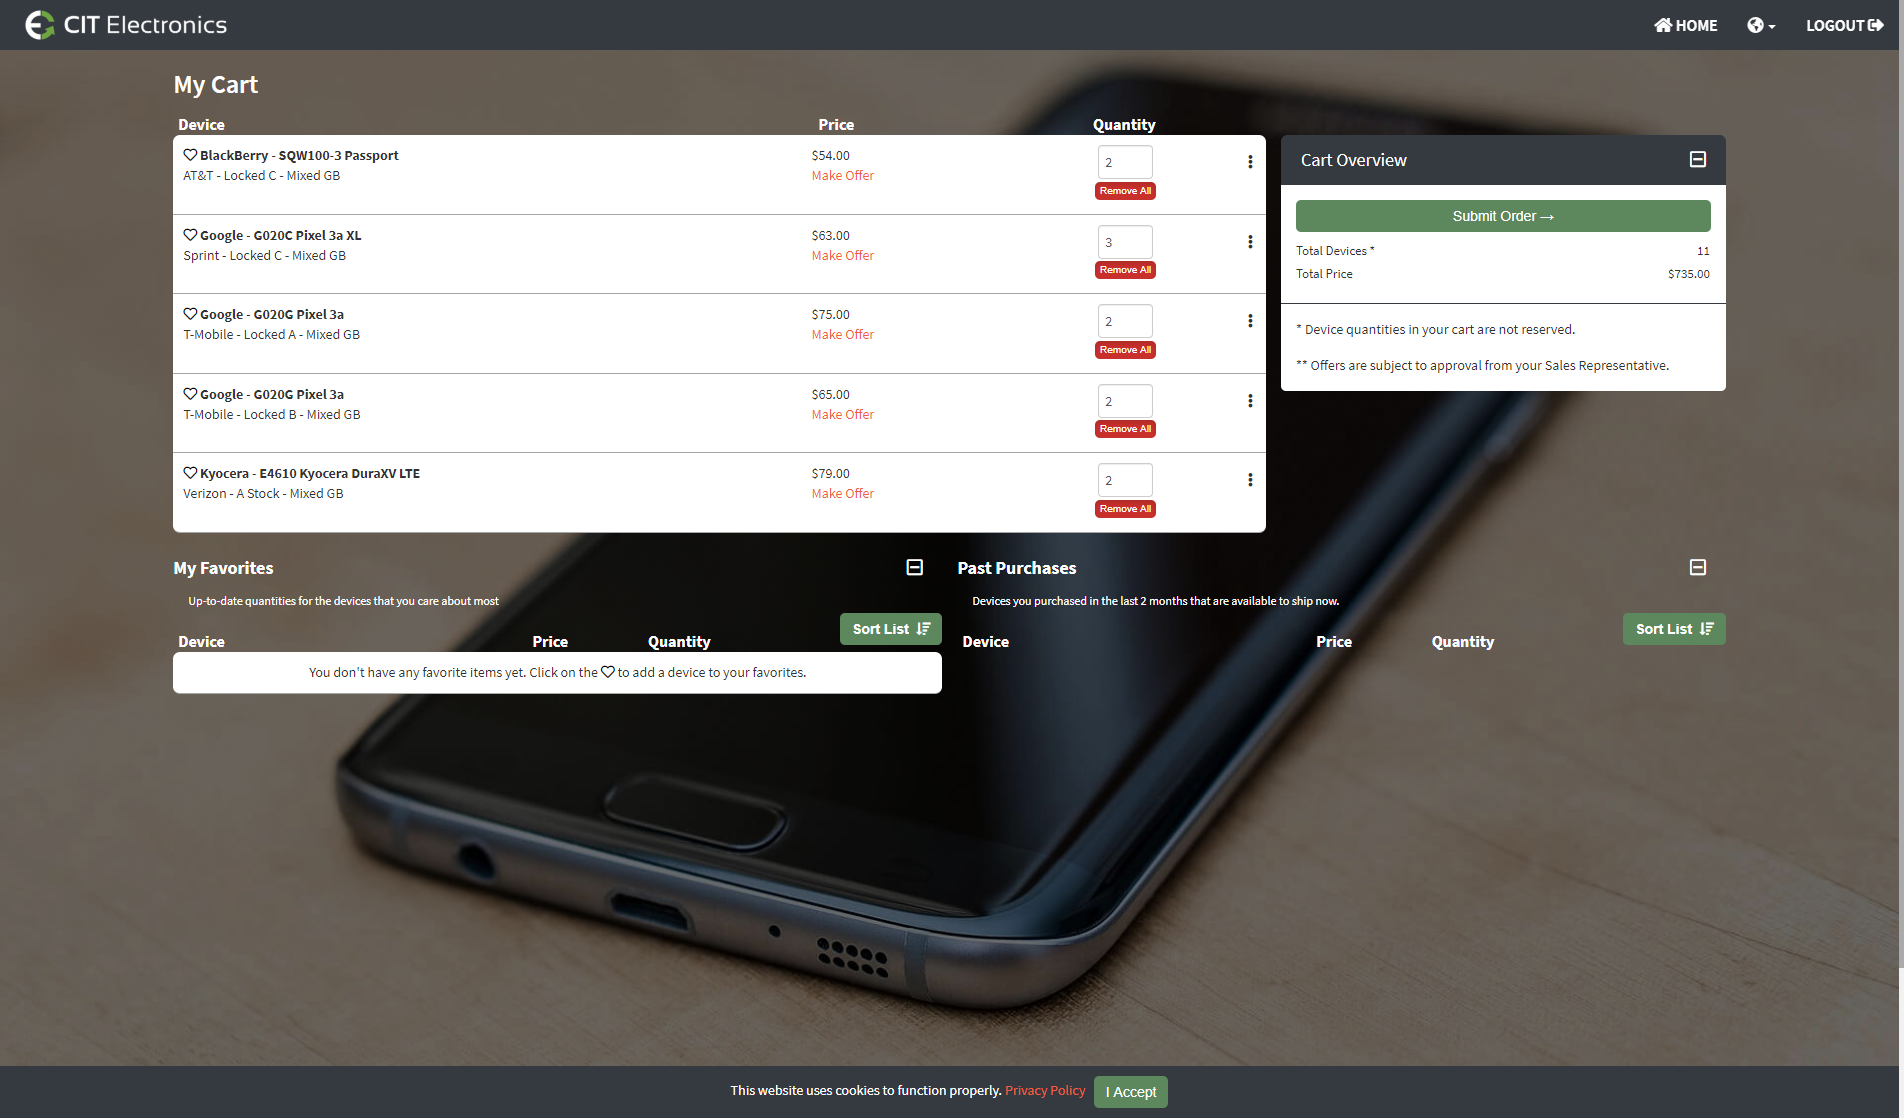 CIT Electronics
HOME
LOGOUT
My Cart
Device Price Quantity
BlackBerry - SQW100-3 Passport $54.00 2
AT&T - Locked C - Mixed GB Make Offer Remove All
Google - G020C Pixel 3a XL $63.00 3
Sprint - Locked C - Mixed GB Make Offer Remove All
Google - G020G Pixel 3a $75.00 2
T-Mobile - Locked A - Mixed GB Make Offer Remove All
Google - G020G Pixel 3a $65.00 2
T-Mobile - Locked B - Mixed GB Make Offer Remove All
Kyocera - E4610 Kyocera DuraXV LTE $79.00 2
Verizon - A Stock - Mixed GB Make Offer Remove All
Cart Overview
Submit Order →
Total Devices * 11
Total Price $735.00
* Device quantities in your cart are not reserved.
** Offers are subject to approval from your Sales Representative.
My Favorites
Up-to-date quantities for the devices that you care about most
Sort List
Device Price Quantity
You don't have any favorite items yet. Click on the ♡ to add a device to your favorites.
Past Purchases
Devices you purchased in the last 2 months that are available to ship now.
Sort List
Device Price Quantity
This website uses cookies to function properly. Privacy Policy I Accept